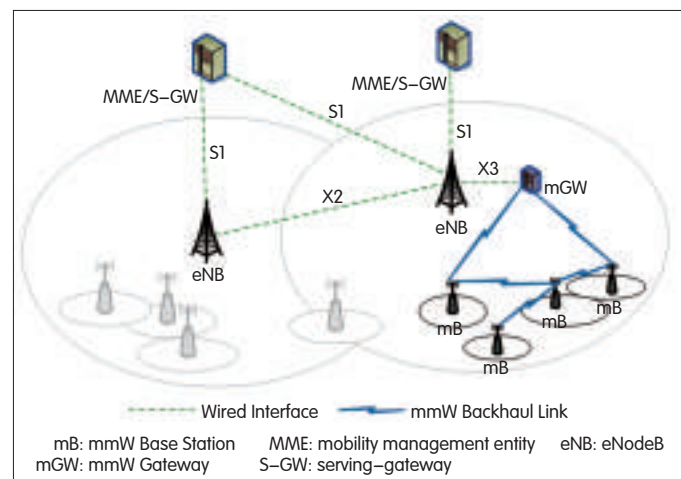 MME/S-GW
MME/S-GW
S1
S1
S1
X3
mGW
X2
eNB
eNB
mB
mB
mB
mB
Wired Interface
mmW Backhaul Link
mB: mmW Base Station MME: mobility management entity eNB: eNodeB
mGW: mmW Gateway S-GW: serving-gateway